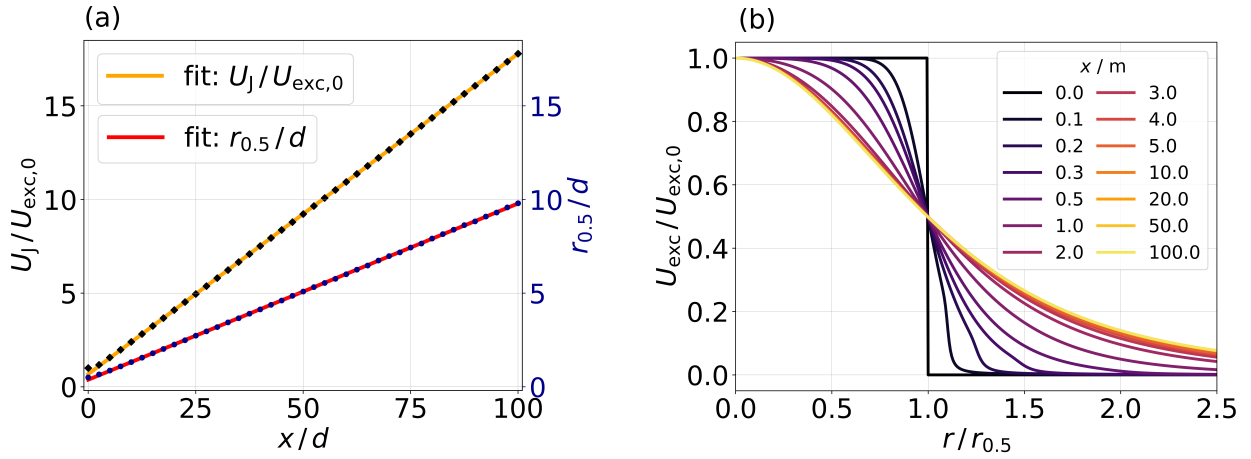 (a)
fit: U_J/U_exc,0
fit: r_0.5/d
U_J/U_exc,0
15
10
5
0
15
10
5
0
r_0.5/d
0 25 50 75 100
x/d
(b)
U_exc/U_exc,0
1.0
0.8
0.6
0.4
0.2
0.0
x / m
0.0 3.0
0.1 4.0
0.2 5.0
0.3 10.0
0.5 20.0
1.0 50.0
2.0 100.0
0.0 0.5 1.0 1.5 2.0 2.5
r/r_0.5